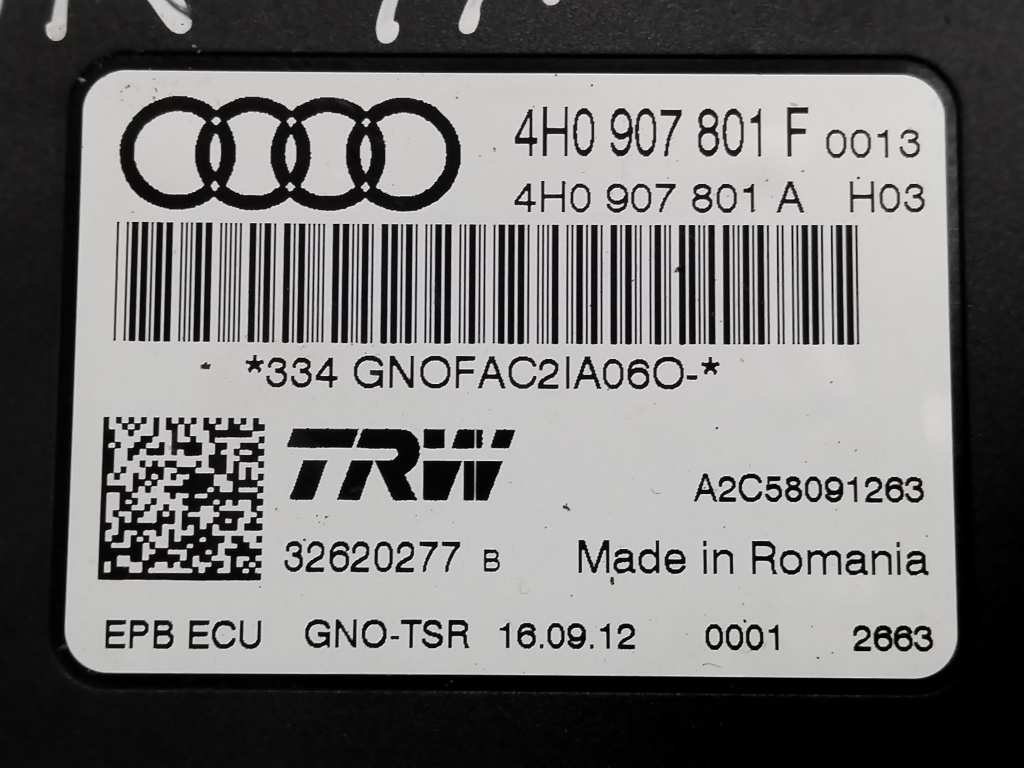 4H0 907 801 F 0013
4H0 907 801 A H03
*334 GNOFAC2IA06O-*
TRW
A2C58091263
32620277 B Made in Romania
EPB ECU GNO-TSR 16.09.12 0001 2663